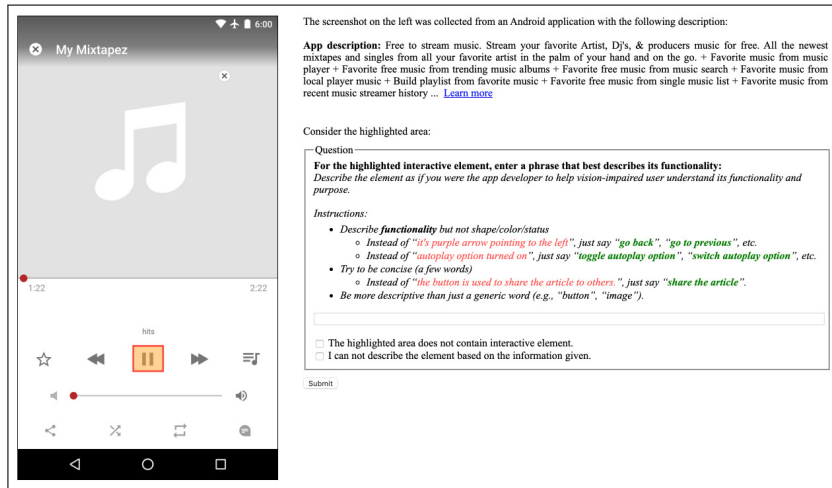 6:00
My Mixtapez
1:22
2:22
hits
The screenshot on the left was collected from an Android application with the following description:
App description: Free to stream music. Stream your favorite Artist, Dj's, & producers music for free. All the newest
mixtapes and singles from all your favorite artist in the palm of your hand and on the go. + Favorite music from music
player + Favorite free music from trending music albums + Favorite free music from music search + Favorite music from
local player music + Build playlist from favorite music + Favorite free music from single music list + Favorite music from
recent music streamer history ... Learn more
Consider the highlighted area:
Question
For the highlighted interactive element, enter a phrase that best describes its functionality:
Describe the element as if you were the app developer to help vision-impaired user understand its functionality and
purpose.
Instructions:
• Describe functionality but not shape/color/status
○ Instead of “it's purple arrow pointing to the left”, just say “go back”, “go to previous”, etc.
○ Instead of “autoplay option turned on”, just say “toggle autoplay option”, “switch autoplay option”, etc.
• Try to be concise (a few words)
○ Instead of “the button is used to share the article to others.”, just say “share the article”.
• Be more descriptive than just a generic word (e.g., “button”, “image”).
The highlighted area does not contain interactive element.
I can not describe the element based on the information given.
Submit